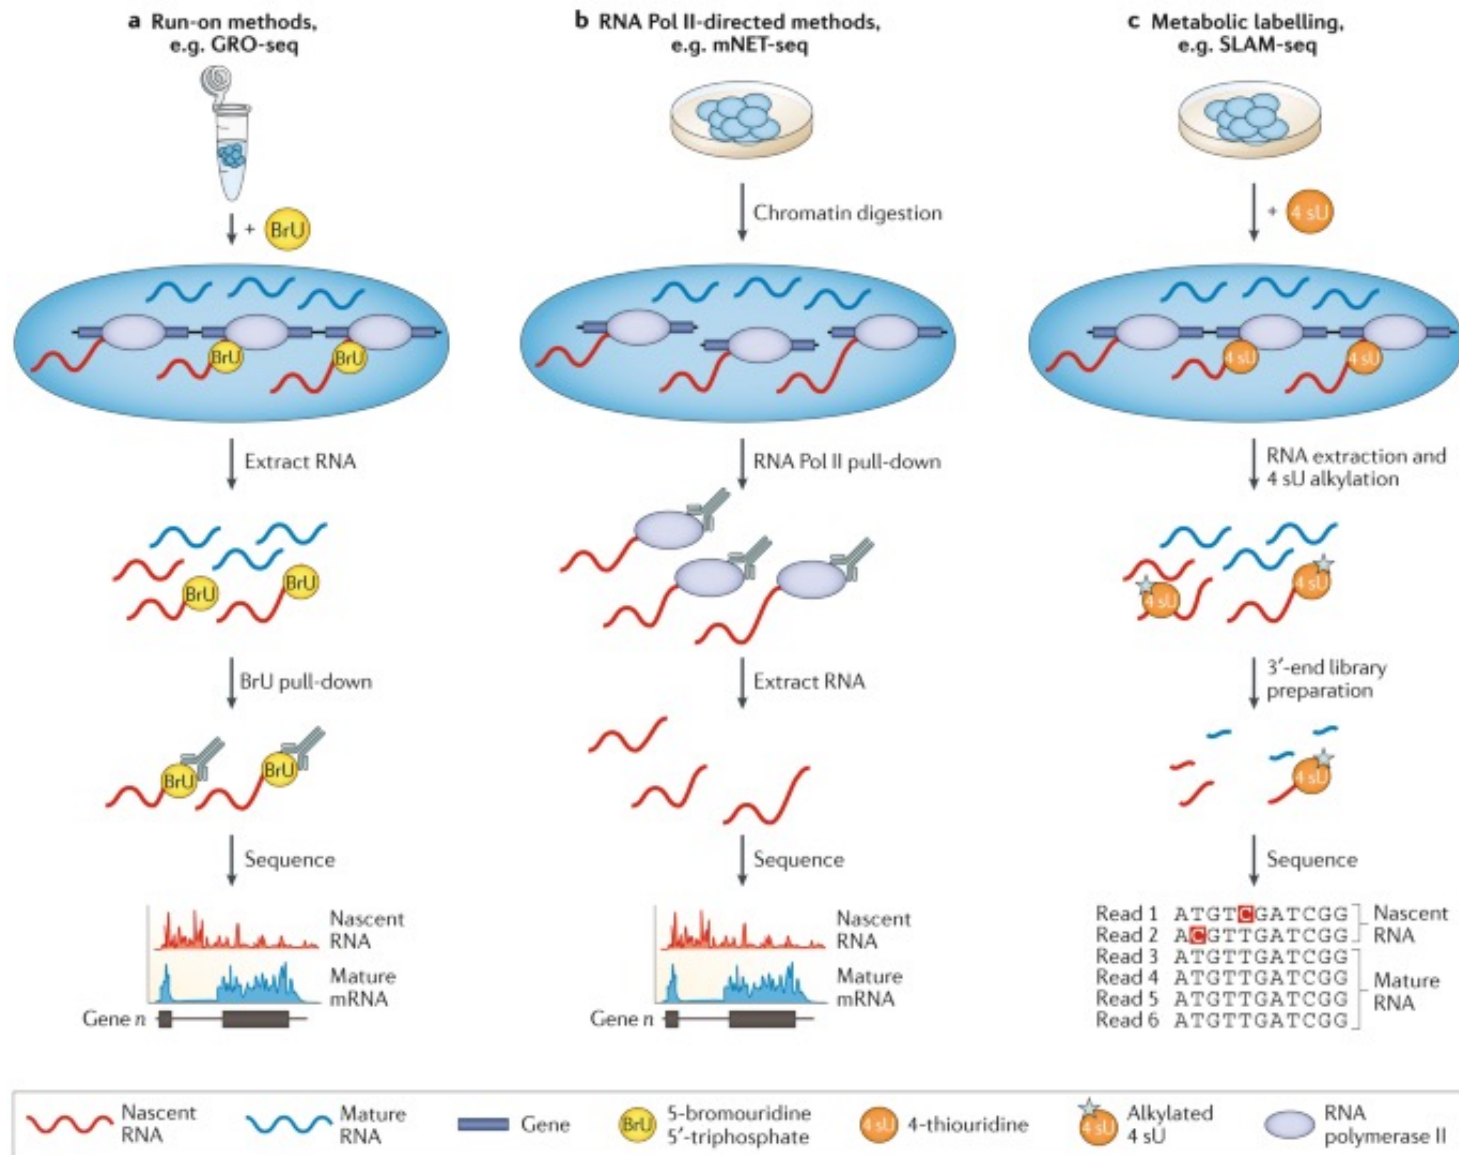 a Run-on methods,
e.g. GRO-seq
+ BrU
BrU
BrU
Extract RNA
BrU
BrU
BrU pull-down
BrU
BrU
Sequence
Nascent
RNA
Mature
mRNA
Gene n
b RNA Pol II-directed methods,
e.g. mNET-seq
Chromatin digestion
RNA Pol II pull-down
Extract RNA
Sequence
Nascent
RNA
Mature
mRNA
Gene n
c Metabolic labelling,
e.g. SLAM-seq
+ 4 sU
4 sU
4 sU
RNA extraction and
4 sU alkylation
4 sU
4 sU
3′-end library
preparation
4 sU
Sequence
Read 1 ATGTCGATCGG
Read 2 ACGTTGATCGG
Nascent
RNA
Read 3 ATGTTGATCGG
Read 4 ATGTTGATCGG
Read 5 ATGTTGATCGG
Read 6 ATGTTGATCGG
Mature
RNA
Nascent
RNA
Mature
RNA
Gene
BrU
5-bromouridine
5′-triphosphate
4 sU
4-thiouridine
4 sU
Alkylated
4 sU
RNA
polymerase II